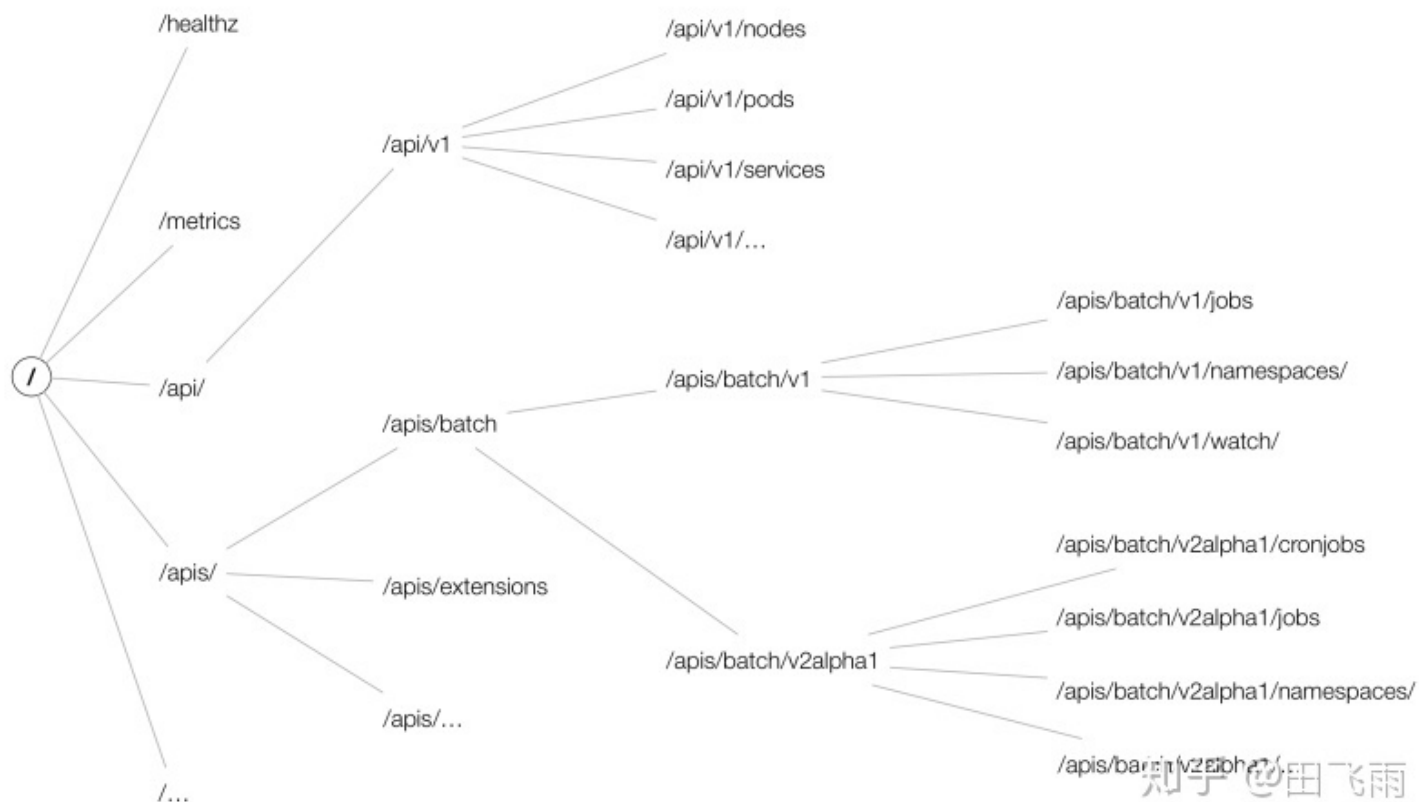 /healthz
/api/v1/nodes
/api/v1/pods
/api/v1
/api/v1/services
/metrics
/api/v1/...
/apis/batch/v1/jobs
/
/api/
/apis/batch/v1
/apis/batch/v1/namespaces/
/apis/batch
/apis/batch/v1/watch/
/apis/batch/v2alpha1/cronjobs
/apis/
/apis/extensions
/apis/batch/v2alpha1/jobs
/apis/batch/v2alpha1
/apis/batch/v2alpha1/namespaces/
/apis/...
/apis/batch/v2alpha1/...
/...
知乎 @田飞雨